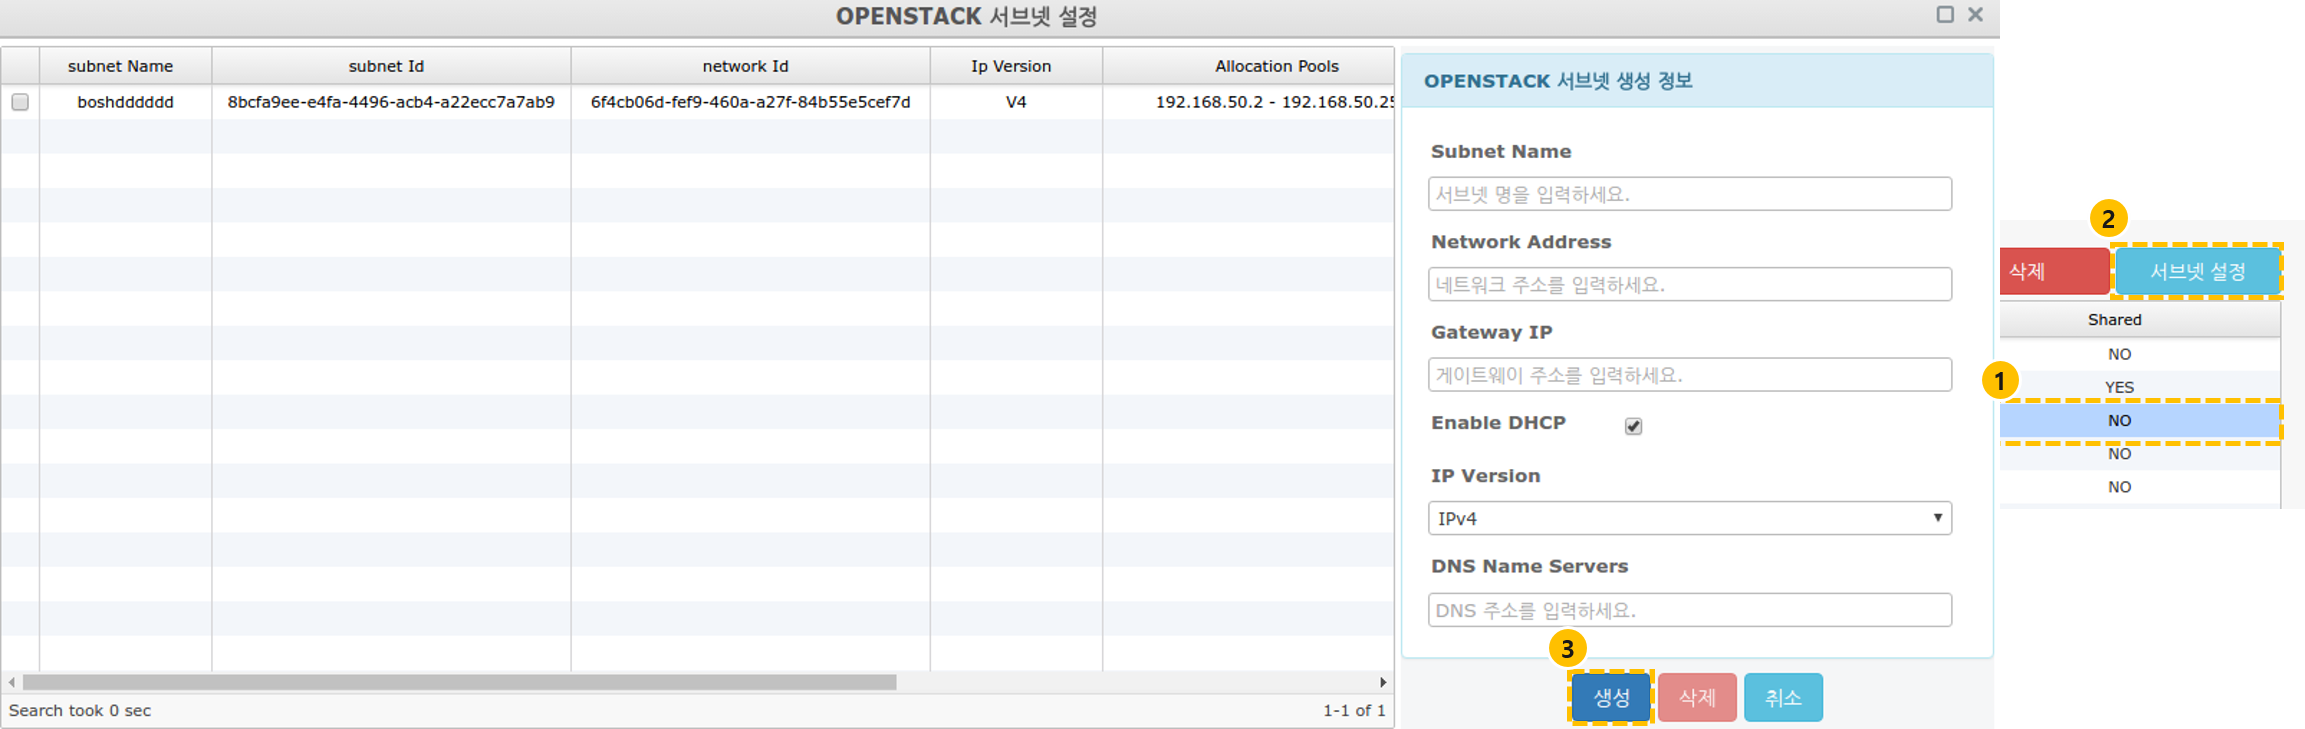 OPENSTACK 서브넷 설정
subnet Name subnet Id network Id Ip Version Allocation Pools
boshdddddd 8bcfa9ee-e4fa-4496-acb4-a22ecc7a7ab9 6f4cb06d-fef9-460a-a27f-84b55e5cef7d V4 192.168.50.2 - 192.168.50.25
Search took 0 sec 1-1 of 1
OPENSTACK 서브넷 생성 정보
Subnet Name
서브넷 명을 입력하세요.
Network Address
네트워크 주소를 입력하세요.
Gateway IP
게이트웨이 주소를 입력하세요.
Enable DHCP
IP Version
IPv4
DNS Name Servers
DNS 주소를 입력하세요.
3
생성 삭제 취소
2
삭제 서브넷 설정
Shared
NO
1
YES
NO
NO
NO